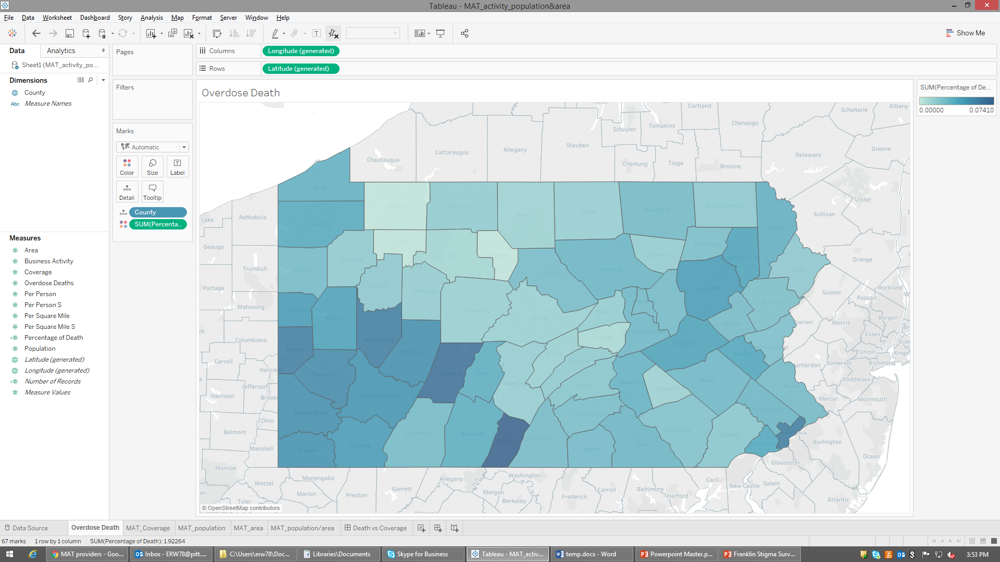 Tableau - MAT_activity_population&area
File Data Worksheet Dashboard Story Analysis Map Format Server Window Help
Show Me
Data Analytics
Sheet1 (MAT_activity_po...
Dimensions
County
Abc Measure Names
Measures
Area
Business Activity
Coverage
Overdose Deaths
Per Person
Per Person S
Per Square Mile
Per Square Mile S
Percentage of Death
Population
Latitude (generated)
Longitude (generated)
Number of Records
Measure Values
Pages
Filters
Marks
Automatic
Color Size Label
Detail Tooltip
County
SUM(Percenta..
Columns Longitude (generated)
Rows Latitude (generated)
Overdose Death
SUM(Percentage of De...
0.00000 0.07410
Cortland
Schoharie Albany
Schuyler Tompkins Chenango
Chautauqua Cattaraugus Allegany Steuben Delaware Greene
Chemung Tioga Broome
Erie
Ashtabula Lake Crawford Warren McKean Potter Tioga Bradford Susquehanna Wayne Sullivan Ulster
Geauga Trumbull Venango Forest Elk Cameron Sullivan Wyoming Lackawanna Orange
Portage Mercer Clarion Jefferson Clinton Lycoming Luzerne Pike Sussex Rockland
Mahoning Lawrence Butler Clearfield Centre Union Monroe Passaic
Columbiana Beaver Armstrong Indiana Snyder Northumberland Carbon Warren Morris Bergen Essex
Carroll Hancock Allegheny Cambria Blair Mifflin Juniata Schuylkill Lehigh Northampton Union Kings
Somerset Richmond
Harrison Jefferson Brooke Westmoreland Huntingdon Perry Dauphin Lebanon Berks Bucks Middlesex
Ohio Washington Cumberland Montgomery Mercer Monmouth
Belmont Somerset Bedford Fulton Franklin Lancaster Chester
Marshall Greene Fayette Adams York Delaware Burlington
Monroe Ocean
Wetzel Monongalia Marion Preston Garrett Allegany Washington Gloucester
Tyler Morgan Berkeley Frederick Carroll Baltimore Harford Cecil New Castle Salem Atlantic
© OpenStreetMap contributors
Data Source Overdose Death MAT_Coverage MAT_population MAT_area MAT_population/area Death vs Coverage
67 marks 1 row by 1 column SUM(Percentage of Death): 1.92264
MAT providers - Goo... Inbox - ERW78@pitt.... C:\Users\erw78\Doc... Libraries\Documents Skype for Business Tableau - MAT_activ... temp.docx - Word Powerpoint Master.p... Franklin Stigma Surv... 3:53 PM